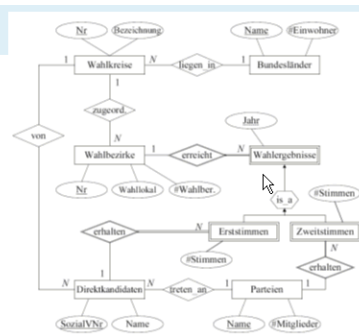 Nr Bezeichnung Name #Einwohner
1 Wahlkreise N liegen_in 1 Bundesländer
1
zugeord.
von Jahr
N
Wahlbezirke 1 erreicht N Wahlergebnisse
Nr Wahllokal #Wahlber. #Stimmen
is_a
erhalten N Erststimmen Zweitstimmen
#Stimmen N
1 erhalten
N Direktkandidaten N treten_an 1 Parteien 1
SozialVNr Name Name #Mitglieder